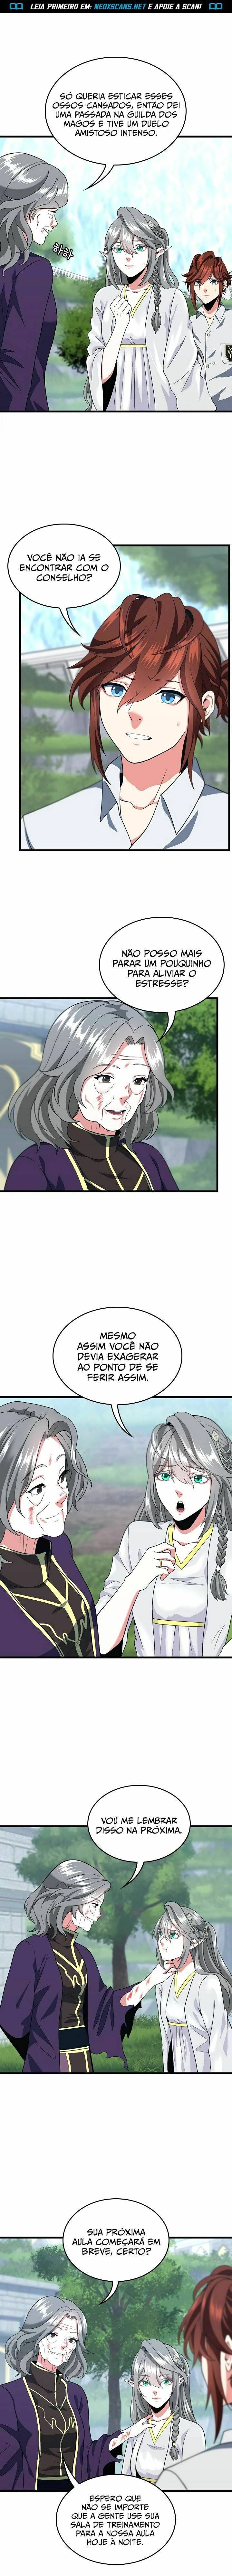 LEIA PRIMEIRO EM: NEOXSCANS.NET E APOIE A SCAN!
SÓ QUERIA ESTICAR ESSES
OSSOS CANSADOS, ENTÃO DEI
UMA PASSADA NA GUILDA DOS
MAGOS E TIVE UM DUELO
AMISTOSO INTENSO.
하하
VOCÊ NÃO IA SE
ENCONTRAR COM O
CONSELHO?
NÃO POSSO MAIS
PARAR UM POUQUINHO
PARA ALIVIAR O
ESTRESSE?
MESMO
ASSIM VOCÊ NÃO
DEVIA EXAGERAR
AO PONTO DE SE
FERIR ASSIM.
VOU ME LEMBRAR
DISSO NA PRÓXIMA.
SUA PRÓXIMA
AULA COMEÇARÁ EM
BREVE, CERTO?
ESPERO QUE
NÃO SE IMPORTE
QUE A GENTE USE SUA
SALA DE TREINAMENTO
PARA A NOSSA AULA
HOJE À NOITE.